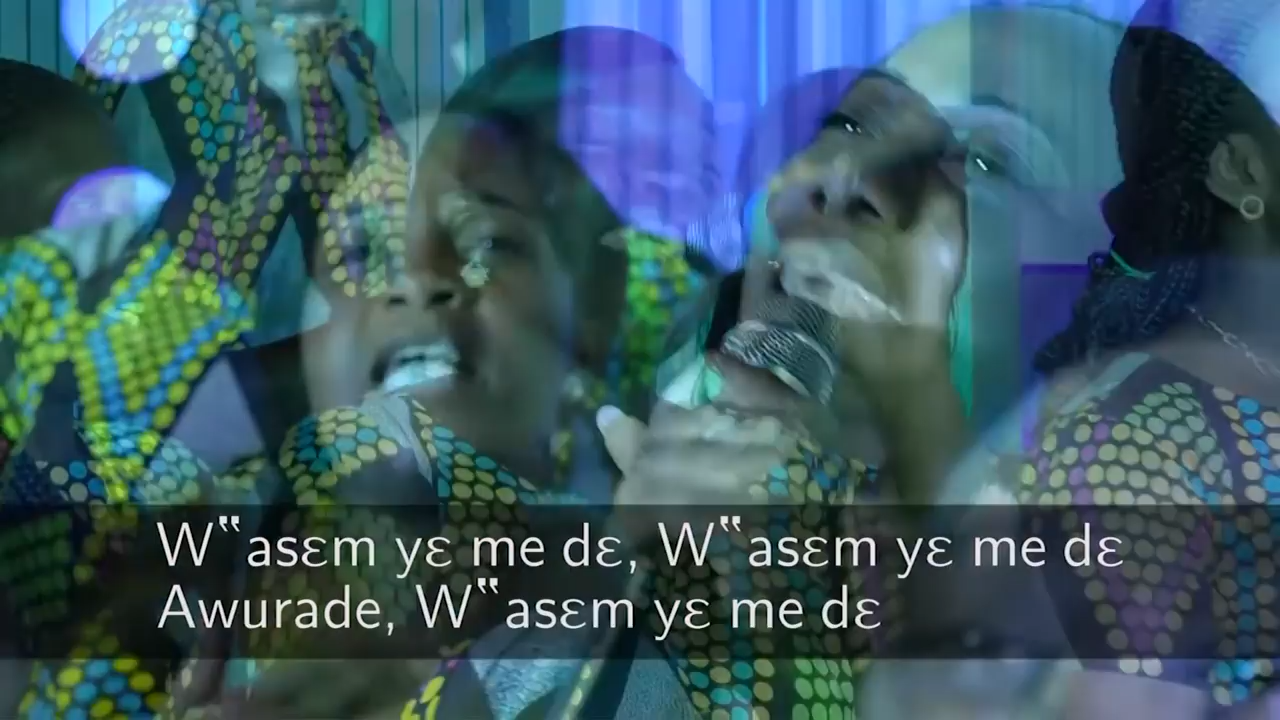 W‟asɛm yɛ me dɛ, W‟asɛm yɛ me dɛ
Awurade, W‟asɛm yɛ me dɛ